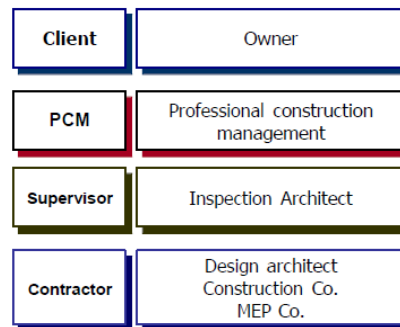 Client
Owner
PCM
Professional construction
management
Supervisor
Inspection Architect
Contractor
Design architect
Construction Co.
MEP Co.